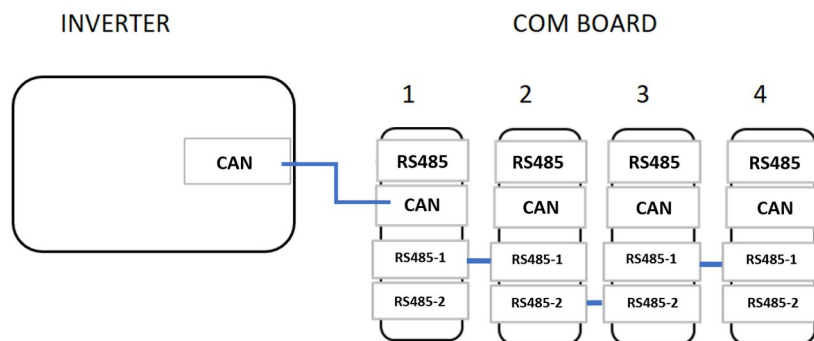 INVERTER
COM BOARD
1 2 3 4
CAN
RS485 RS485 RS485 RS485
CAN CAN CAN CAN
RS485-1 RS485-1 RS485-1 RS485-1
RS485-2 RS485-2 RS485-2 RS485-2